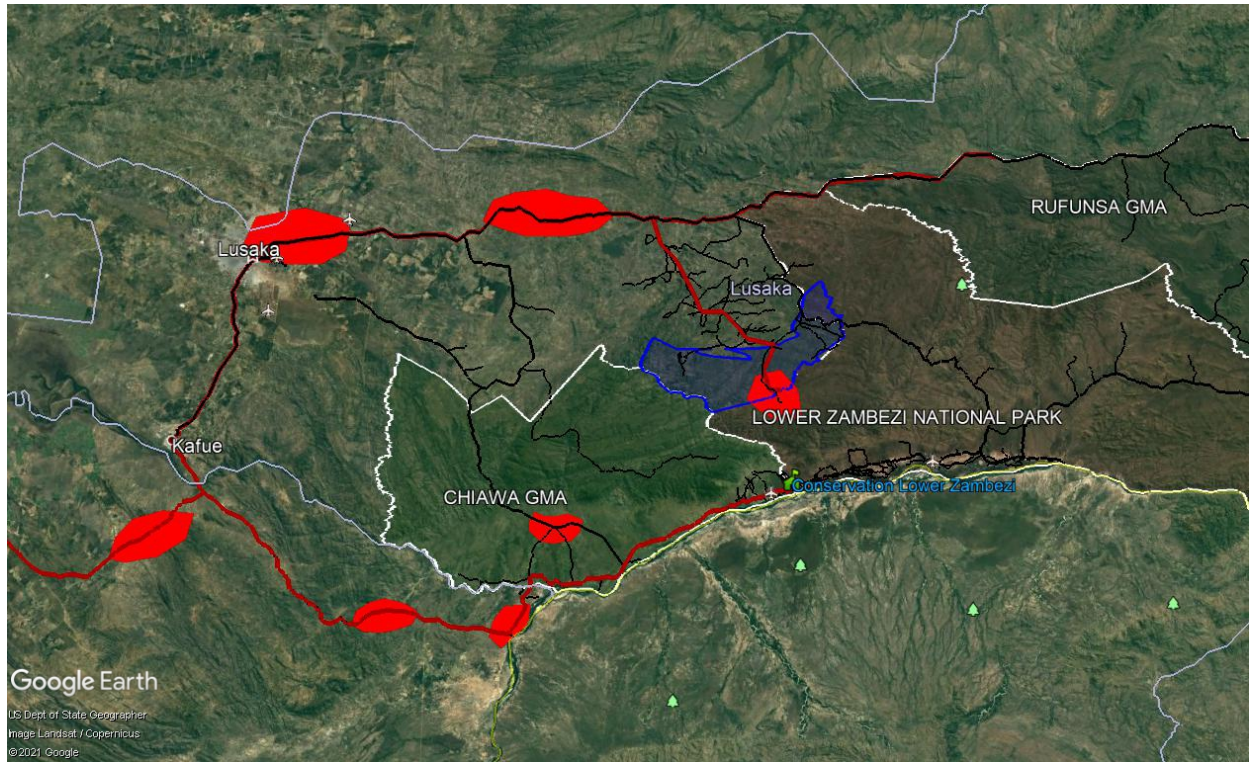 RUFUNSA GMA
Lusaka
Lusaka
LOWER ZAMBEZI NATIONAL PARK
Kafue
Conservation Lower Zambezi
CHIAWA GMA
Google Earth
US Dept of State Geographer
Image Landsat / Copernicus
© 2021 Google